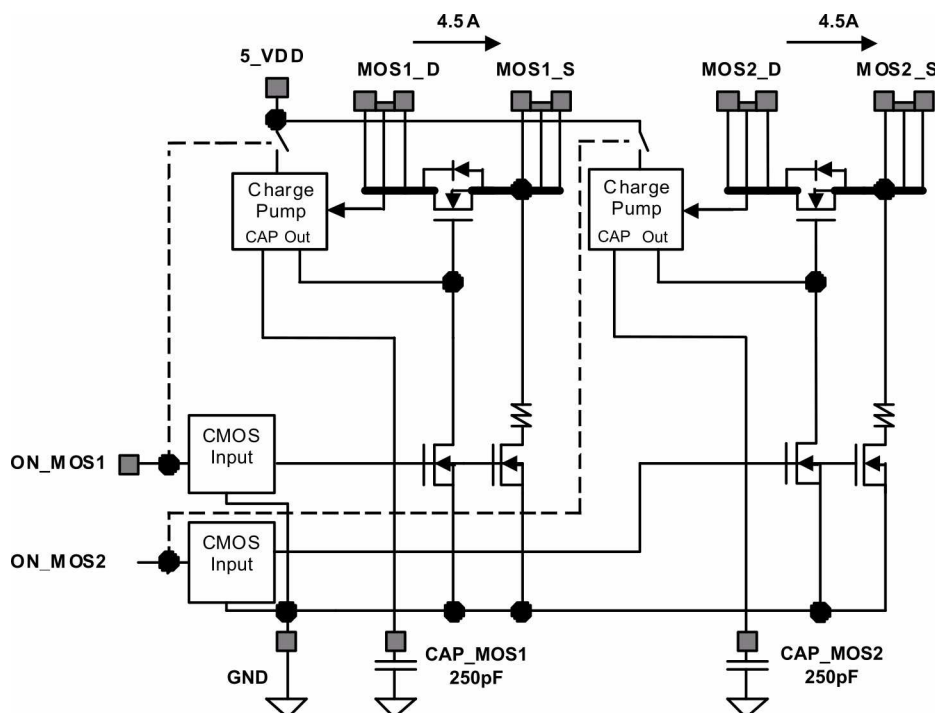 4.5A
4.5A
5_VDD
MOS1_D
MOS1_S
MOS2_D
MOS2_S
Charge
Pump
CAP Out
Charge
Pump
CAP Out
ON_MOS1
CMOS
Input
ON_MOS2
CMOS
Input
GND
CAP_MOS1
250pF
CAP_MOS2
250pF